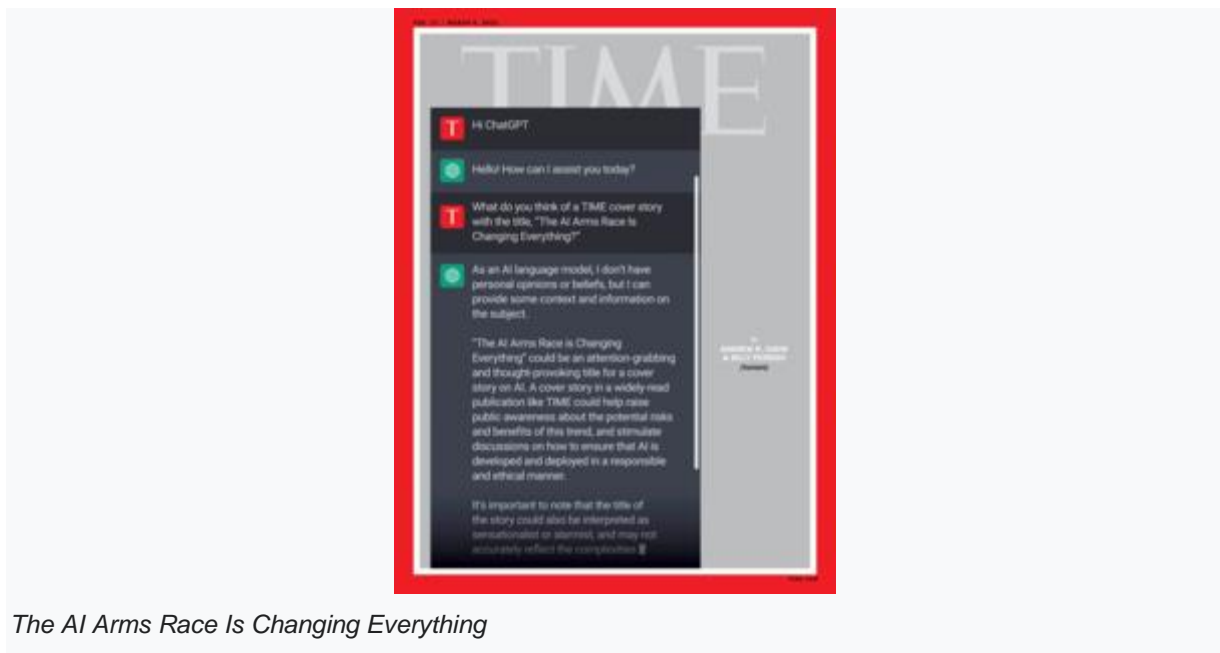 TIME
T Hi ChatGPT
Hello! How can I assist you today?
What do you think of a TIME cover story
T with the title, "The AI Arms Race Is
Changing Everything?"
As an AI language model, I don't have
personal opinions or beliefs, but I can
provide some context and information on
the subject.
"The AI Arms Race is Changing
Everything" could be an attention-grabbing
and thought-provoking title for a cover
story on AI. A cover story in a widely-read
publication like TIME could help raise
public awareness about the potential risks
and benefits of this trend, and stimulate
discussions on how to ensure that AI is
developed and deployed in a responsible
and ethical manner.
It's important to note that the title of
the story could also be interpreted as
sensationalist or alarmist, and may not
accurately reflect the complexities
The AI Arms Race Is Changing Everything